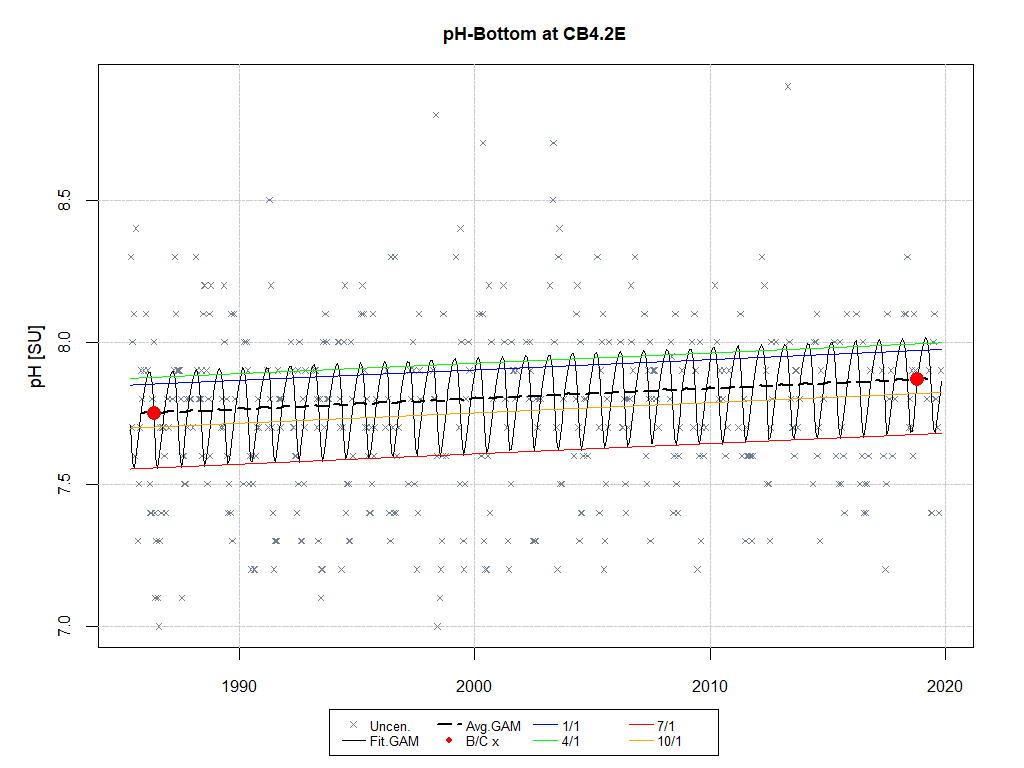 pH-Bottom at CB4.2E
pH [SU]
8.5
8.0
7.5
7.0
1990 2000 2010 2020
Uncen. Avg.GAM 1/1 7/1
Fit.GAM B/C x 4/1 10/1